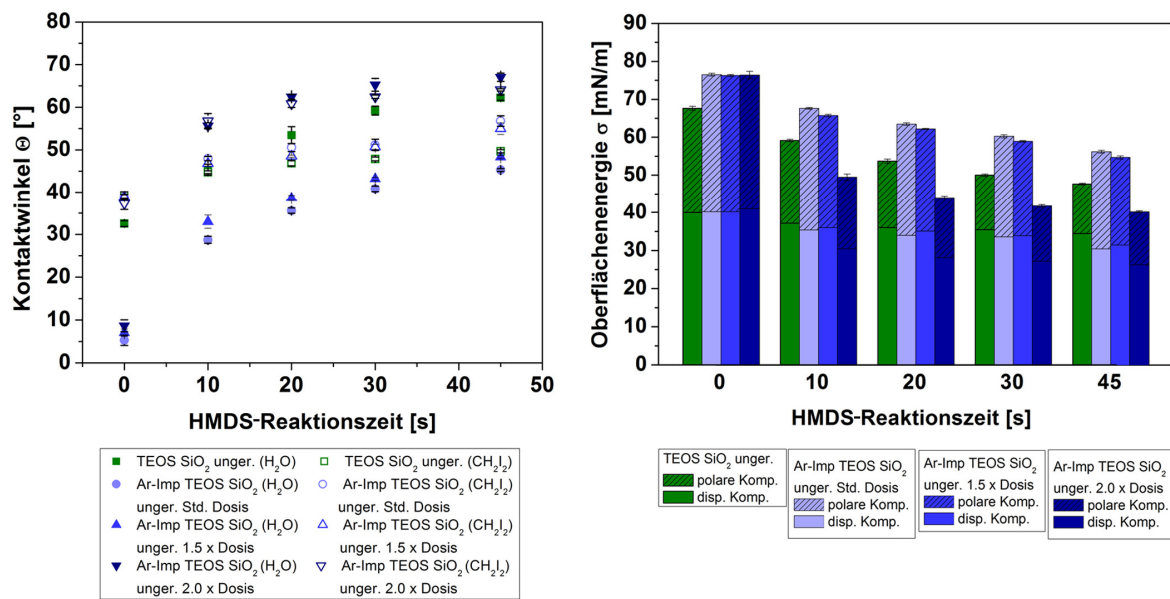 80
70
60
50
40
30
20
10
0
Kontaktwinkel Θ [°]
0 10 20 30 40 50
HMDS-Reaktionszeit [s]
TEOS SiO₂ unger. (H₂O)
Ar-Imp TEOS SiO₂ (H₂O)
unger. Std. Dosis
Ar-Imp TEOS SiO₂ (H₂O)
unger. 1.5 x Dosis
Ar-Imp TEOS SiO₂ (H₂O)
unger. 2.0 x Dosis
TEOS SiO₂ unger. (CH₂I₂)
Ar-Imp TEOS SiO₂ (CH₂I₂)
unger. Std. Dosis
Ar-Imp TEOS SiO₂ (CH₂I₂)
unger. 1.5 x Dosis
Ar-Imp TEOS SiO₂ (CH₂I₂)
unger. 2.0 x Dosis
90
80
70
60
50
40
30
20
10
0
Oberflächenenergie σ [mN/m]
0 10 20 30 45
HMDS-Reaktionszeit [s]
TEOS SiO₂ unger.
polare Komp.
disp. Komp.
Ar-Imp TEOS SiO₂
unger. Std. Dosis
polare Komp.
disp. Komp.
Ar-Imp TEOS SiO₂
unger. 1.5 x Dosis
polare Komp.
disp. Komp.
Ar-Imp TEOS SiO₂
unger. 2.0 x Dosis
polare Komp.
disp. Komp.